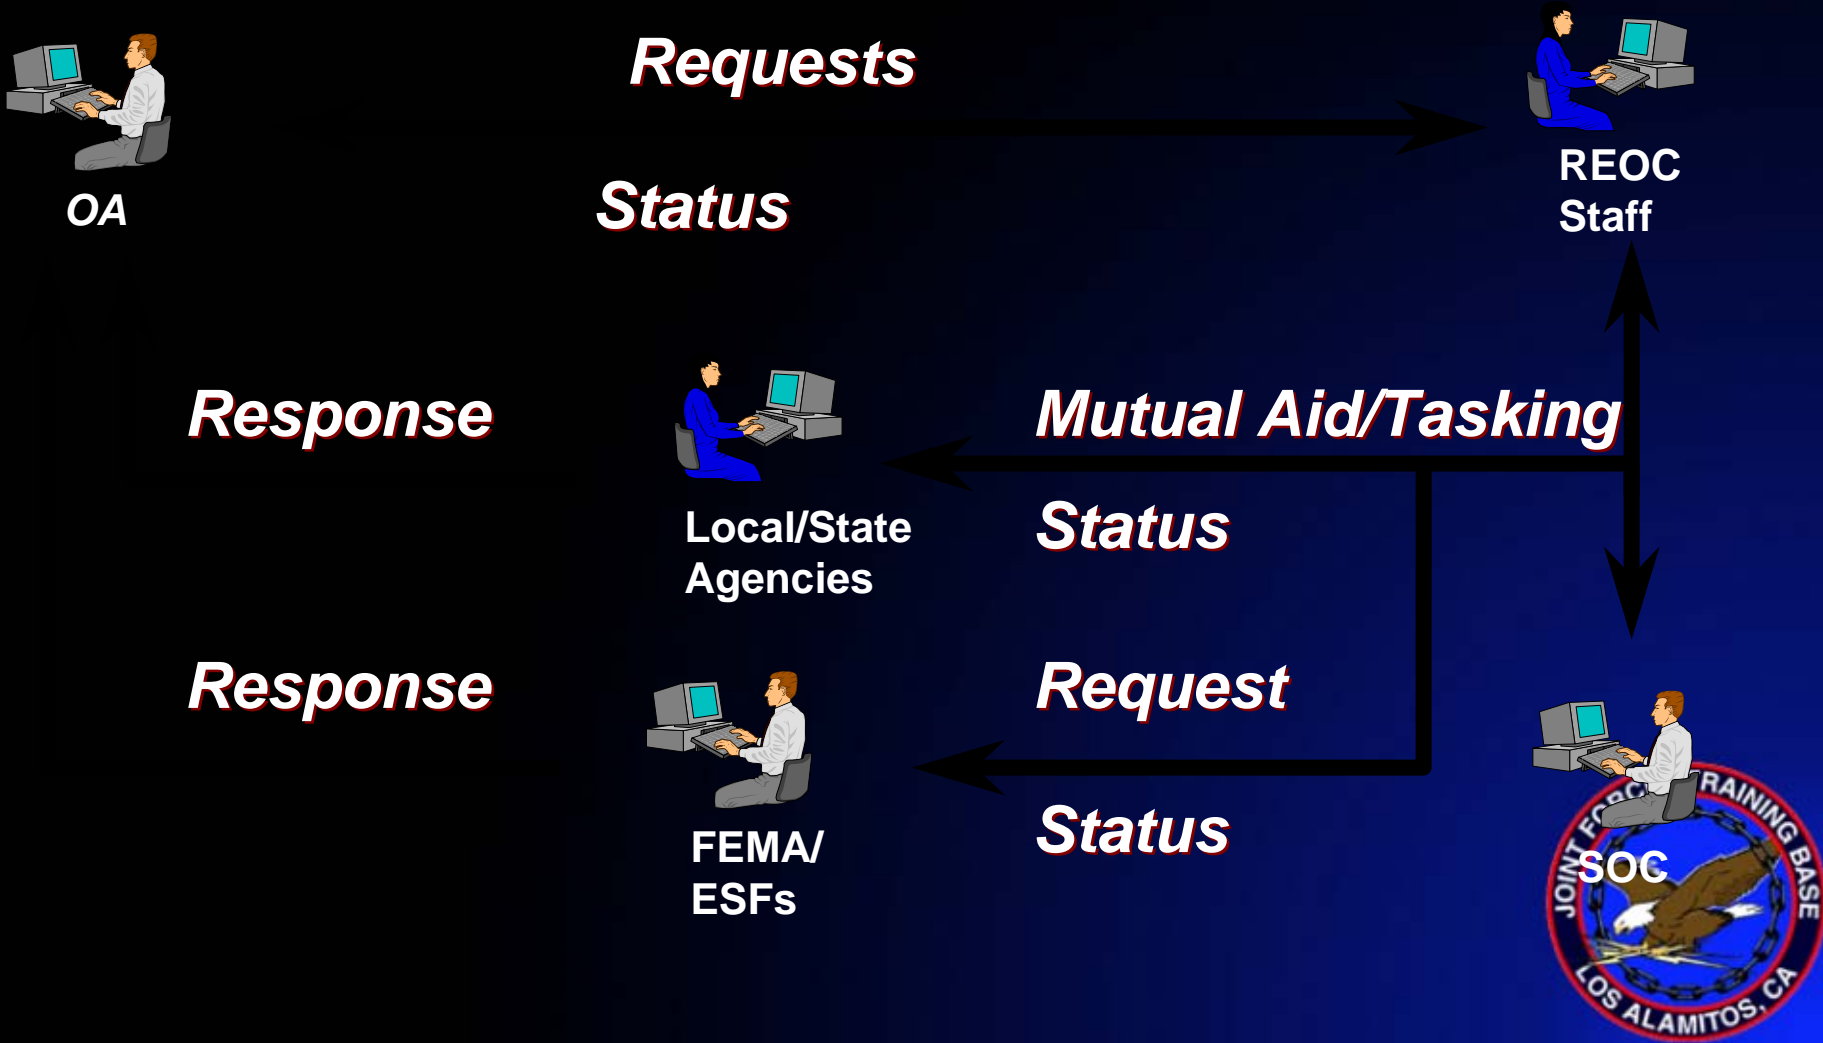 Requests
OA
Status
REOC
Staff
Response
Mutual Aid/Tasking
Local/State
Agencies
Status
Response
Request
FEMA/
ESFs
Status
SOC
JOINT FORCES TRAINING BASE
LOS ALAMITOS, CA